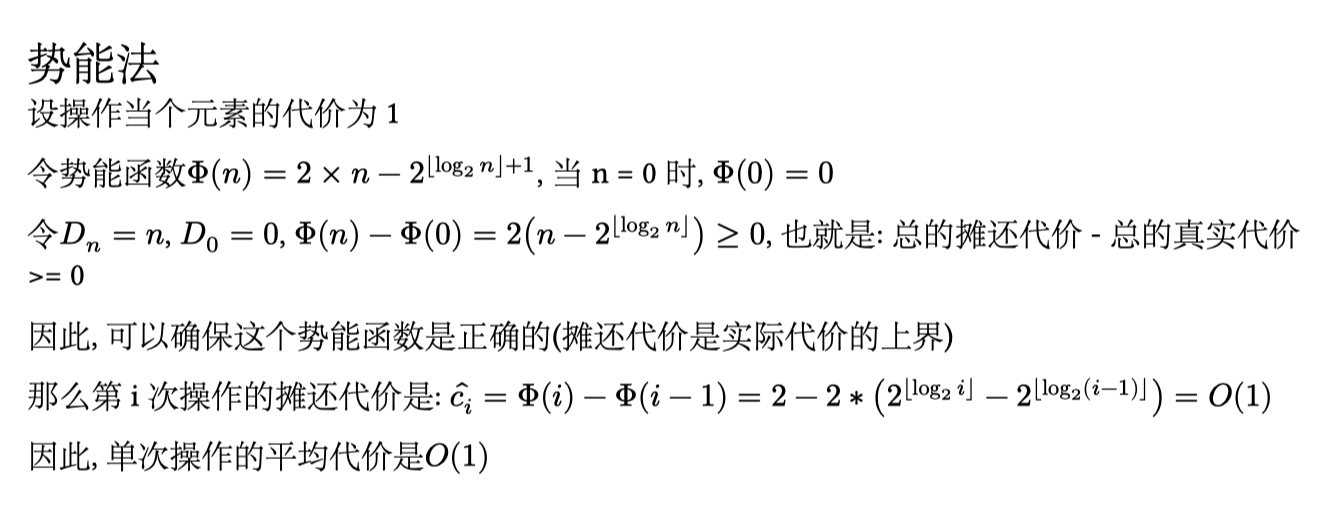 势能法
设操作当个元素的代价为 1
令势能函数Φ(n) = 2 × n − 2^{⌊log₂ n⌋+1}, 当 n = 0 时, Φ(0) = 0
令Dₙ = n, D₀ = 0, Φ(n) − Φ(0) = 2(n − 2^{⌊log₂ n⌋}) ≥ 0, 也就是: 总的摊还代价 - 总的真实代价
>= 0
因此, 可以确保这个势能函数是正确的(摊还代价是实际代价的上界)
那么第 i 次操作的摊还代价是: ĉᵢ = Φ(i) − Φ(i − 1) = 2 − 2 ∗ (2^{⌊log₂ i⌋} − 2^{⌊log₂(i−1)⌋}) = O(1)
因此, 单次操作的平均代价是O(1)